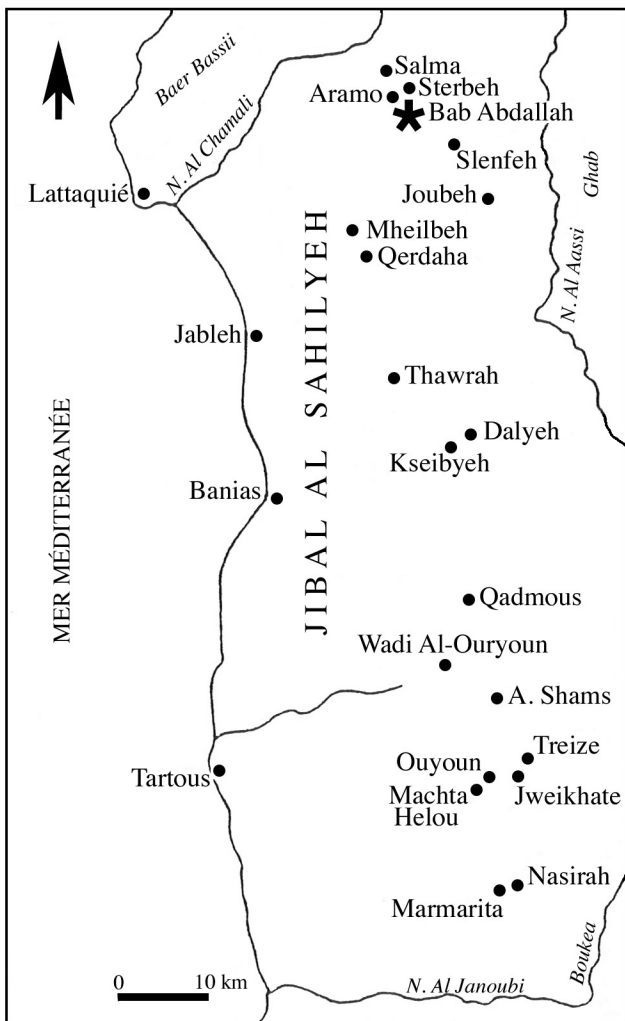 Baer Bassii
N. Al Chamali
Salma
Sterbeh
Aramo
Bab Abdallah
Slenfeh
Ghab
Lattaquié
Joubeh
Mheilbeh
Qerdaha
N. Al Aassi
JIBAL AL SAHILYEH
Jableh
Thawrah
Dalyeh
Kseibyeh
Banias
MER MÉDITERRANÉE
Qadmous
Wadi Al-Ouryoun
A. Shams
Treize
Ouyoun
Tartous
Jweikhate
Machta
Helou
Nasirah
Marmarita
Boukea
0 10 km
N. Al Janoubi